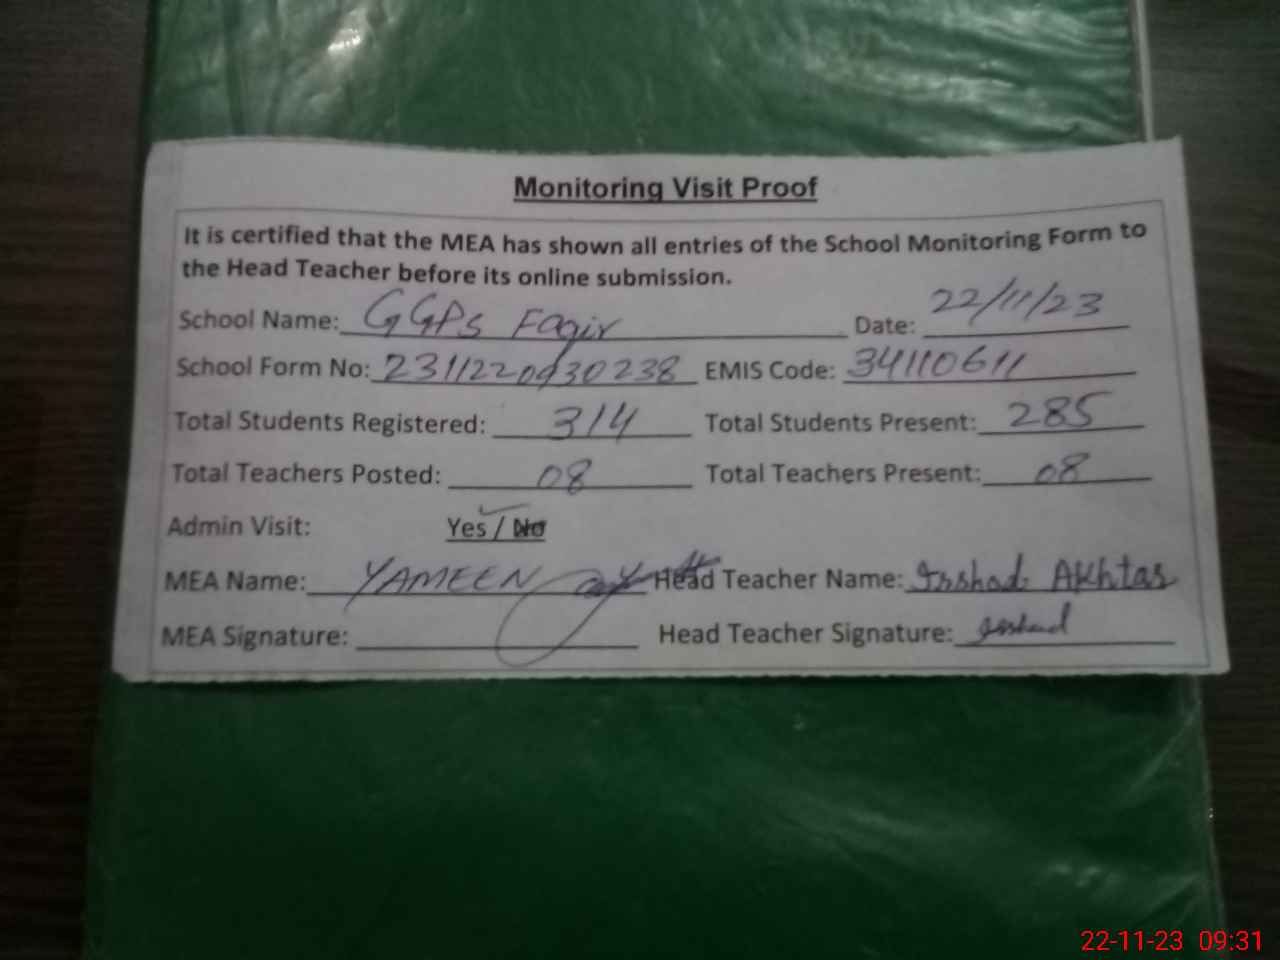 Monitoring Visit Proof
It is certified that the MEA has shown all entries of the School Monitoring Form to
the Head Teacher before its online submission.
School Name: GGPS Faqir Date: 22/11/23
School Form No: 2311220930238 EMIS Code: 34110611
Total Students Registered: 314 Total Students Present: 285
Total Teachers Posted: 08 Total Teachers Present: 08
Admin Visit: Yes / No
MEA Name: YAMEEN Head Teacher Name: Irshad Akhtar
MEA Signature: Head Teacher Signature: Irshad
22-11-23 09:31